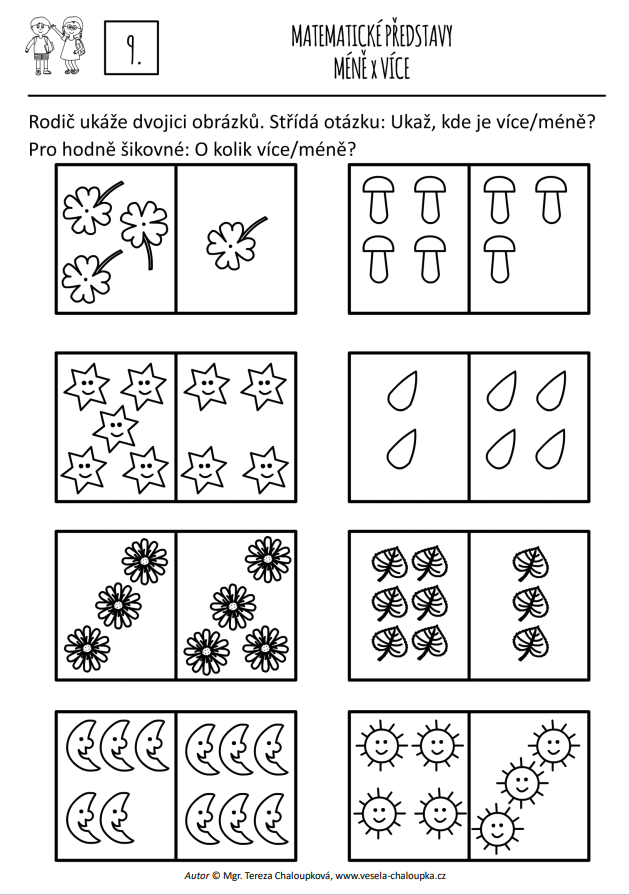 9.
MATEMATICKÉ PŘEDSTAVY
MÉNĚ x VÍCE
Rodič ukáže dvojici obrázků. Střídá otázku: Ukaž, kde je více/méně?
Pro hodně šikovné: O kolik více/méně?
Autor © Mgr. Tereza Chaloupková, www.vesela-chaloupka.cz